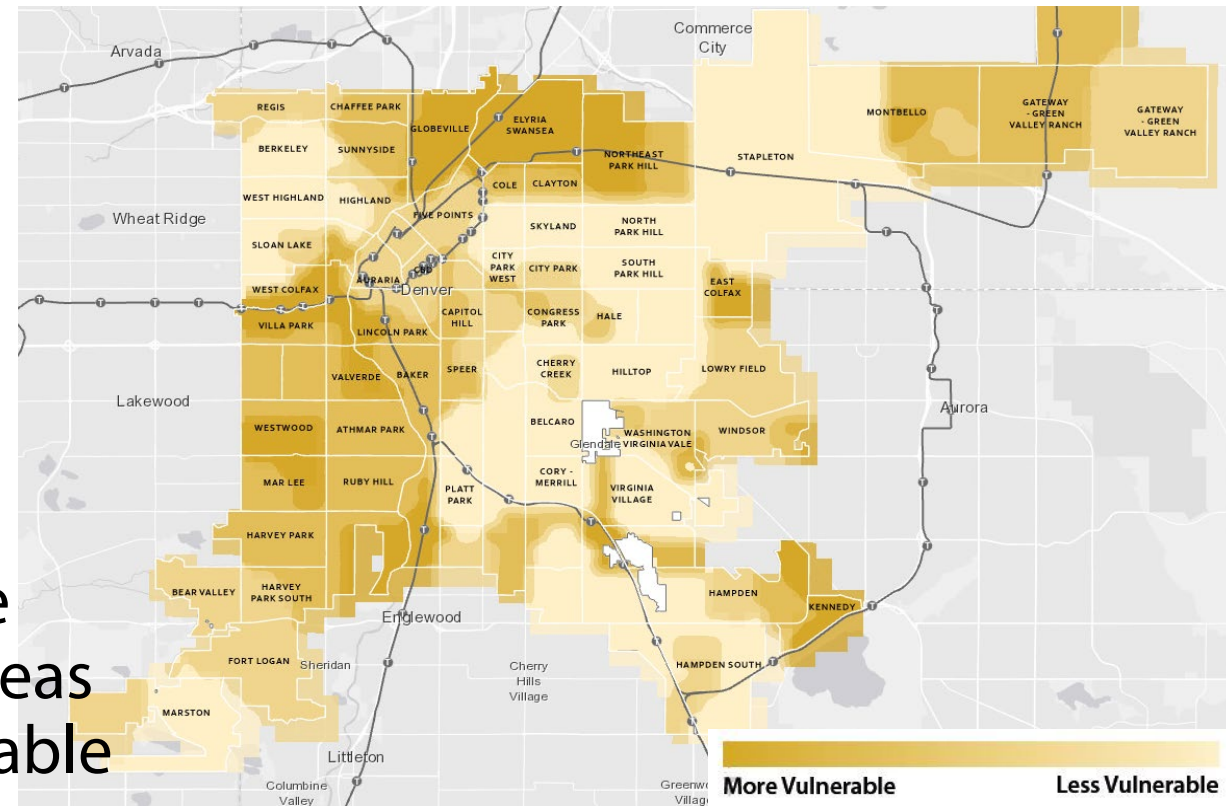 Commerce
City
Arvada
REGIS
CHAFFEE PARK
GLOBEVILLE
ELYRIA
SWANSEA
MONTBELLO
GATEWAY
- GREEN
VALLEY RANCH
GATEWAY
- GREEN
VALLEY RANCH
BERKELEY
SUNNYSIDE
NORTHEAST
PARK HILL
STAPLETON
COLE
CLAYTON
WEST HIGHLAND
HIGHLAND
Wheat Ridge
FIVE POINTS
SKYLAND
NORTH
PARK HILL
SLOAN LAKE
CITY
PARK
WEST
CITY PARK
SOUTH
PARK HILL
CBD
AURARIA
Denver
WEST COLFAX
EAST
COLFAX
VILLA PARK
LINCOLN PARK
CAPITOL
HILL
CONGRESS
PARK
HALE
VALVERDE
BAKER
SPEER
CHERRY
CREEK
HILLTOP
LOWRY FIELD
Lakewood
Aurora
WESTWOOD
ATHMAR PARK
BELCARO
Glendale
WASHINGTON
VIRGINIA VALE
WINDSOR
MAR LEE
RUBY HILL
PLATT
PARK
CORY -
MERRILL
VIRGINIA
VILLAGE
HARVEY PARK
BEAR VALLEY
HARVEY
PARK SOUTH
HAMPDEN
KENNEDY
e
Englewood
FORT LOGAN
Sheridan
Cherry
Hills
Village
HAMPDEN SOUTH
eas
MARSTON
able
Littleton
Columbine
Valley
Greenwo
Villag
More Vulnerable
Less Vulnerable